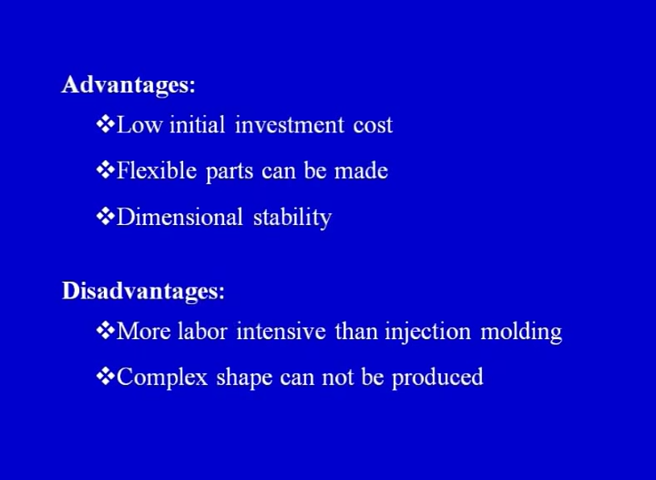 Advantages:
❖Low initial investment cost
❖Flexible parts can be made
❖Dimensional stability
Disadvantages:
❖More labor intensive than injection molding
❖Complex shape can not be produced